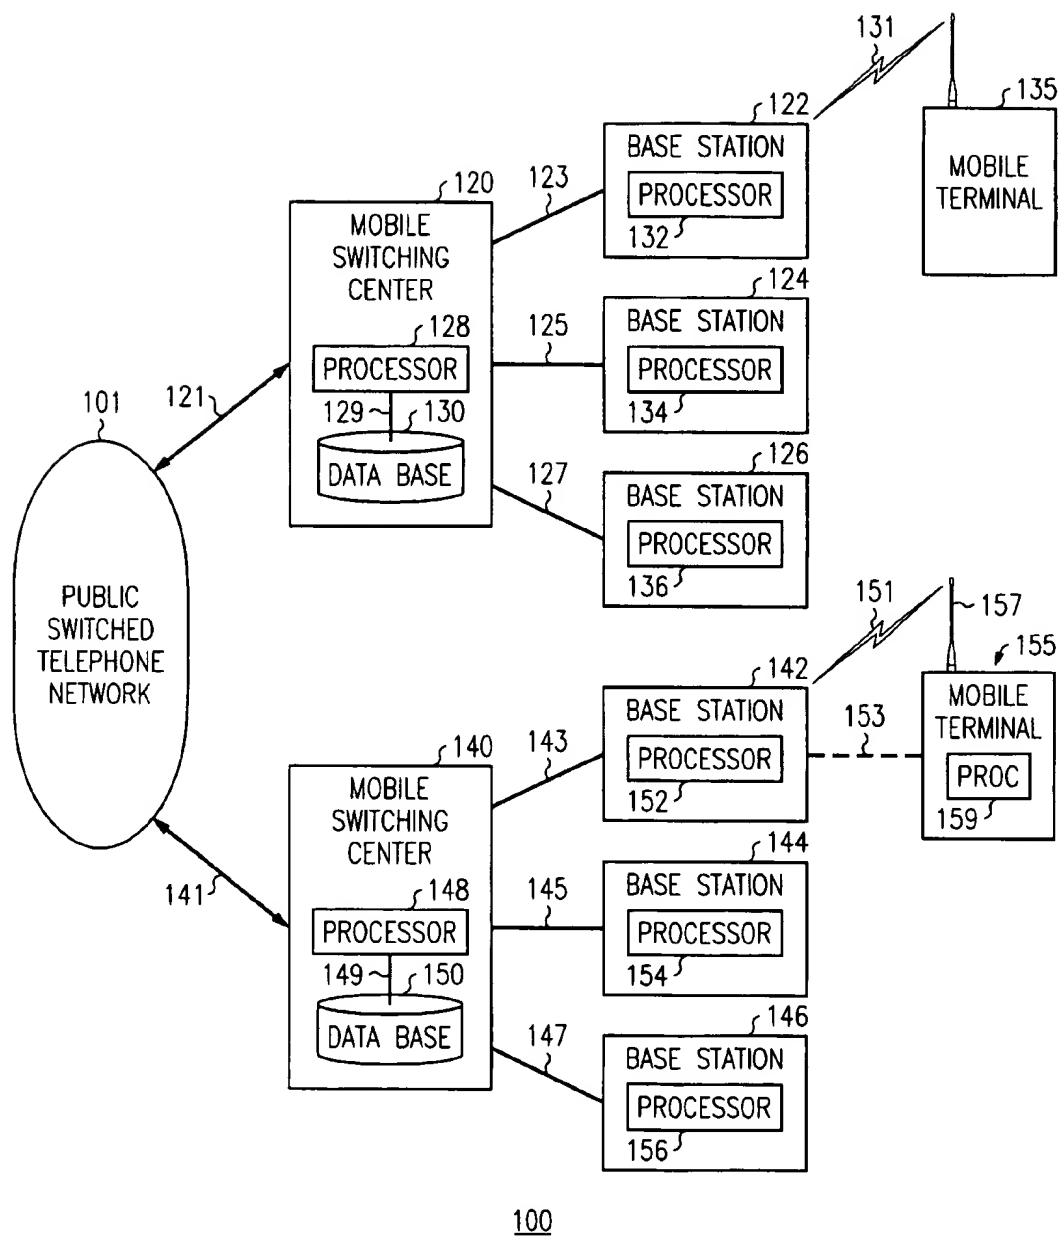 131
135
MOBILE
TERMINAL
122
BASE STATION
PROCESSOR
132
123
120
MOBILE
SWITCHING
CENTER
128
PROCESSOR
129
130
DATA BASE
124
BASE STATION
PROCESSOR
134
125
126
BASE STATION
PROCESSOR
136
127
121
101
PUBLIC
SWITCHED
TELEPHONE
NETWORK
141
151
157
155
MOBILE
TERMINAL
PROC
159
153
142
BASE STATION
PROCESSOR
152
143
140
MOBILE
SWITCHING
CENTER
148
PROCESSOR
149
150
DATA BASE
144
BASE STATION
PROCESSOR
154
145
146
BASE STATION
PROCESSOR
156
147
100